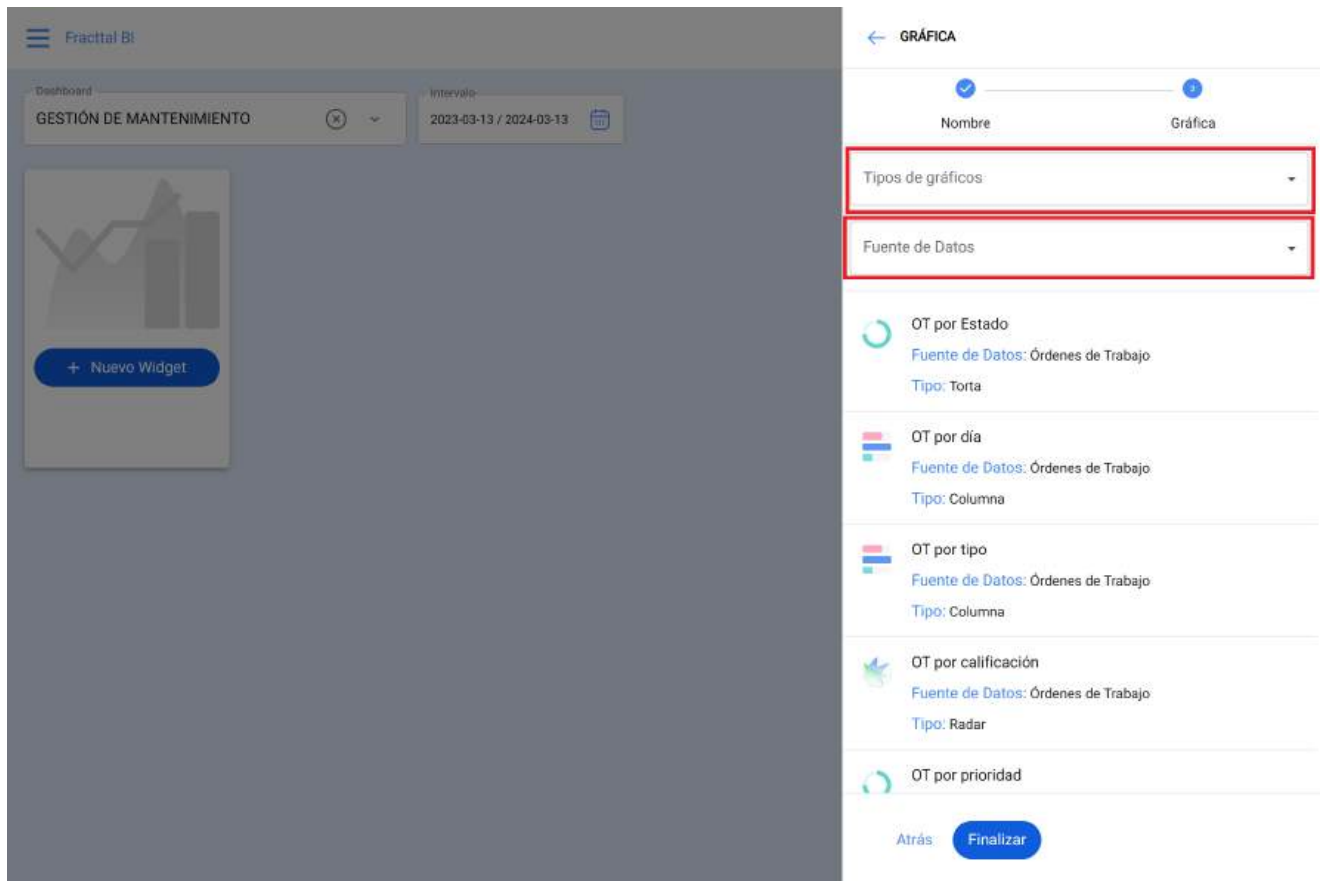 Fracttal BI
Dashboard
GESTIÓN DE MANTENIMIENTO
Intervalo
2023-03-13 / 2024-03-13
+ Nuevo Widget
GRÁFICA
Nombre
Gráfica
Tipos de gráficos
Fuente de Datos
OT por Estado
Fuente de Datos: Órdenes de Trabajo
Tipo: Torta
OT por día
Fuente de Datos: Órdenes de Trabajo
Tipo: Columna
OT por tipo
Fuente de Datos: Órdenes de Trabajo
Tipo: Columna
OT por calificación
Fuente de Datos: Órdenes de Trabajo
Tipo: Radar
OT por prioridad
Atrás
Finalizar